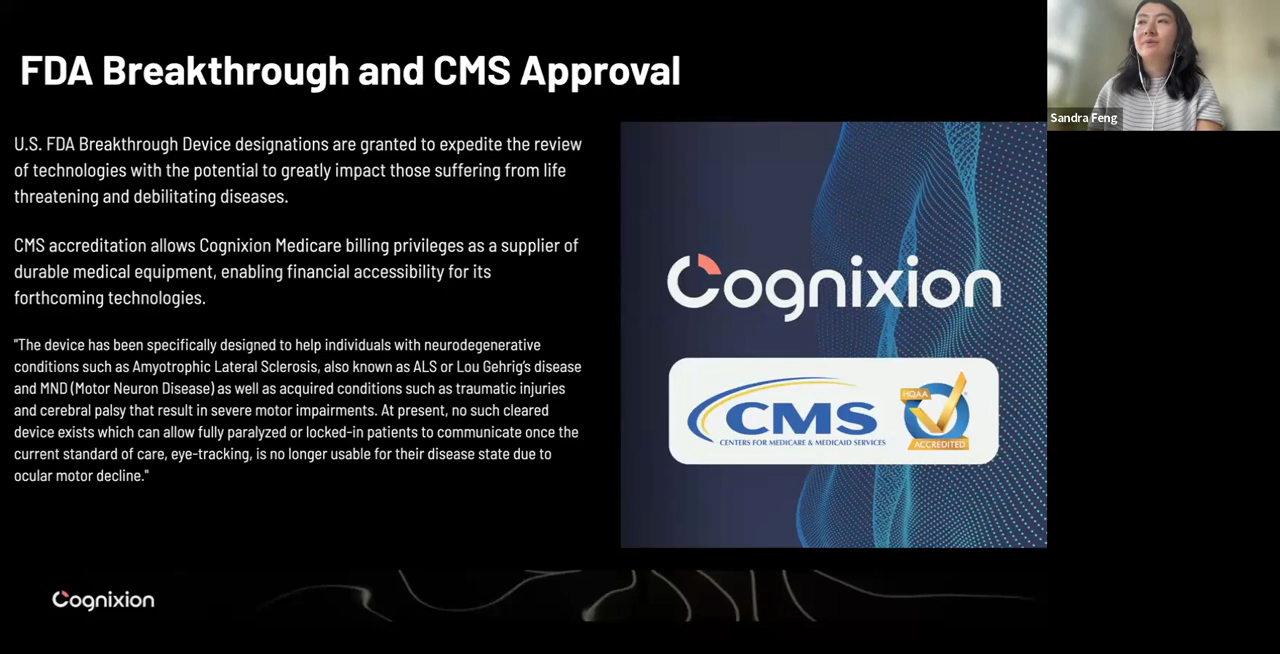 FDA Breakthrough and CMS Approval
Sandra Feng
U.S. FDA Breakthrough Device designations are granted to expedite the review
of technologies with the potential to greatly impact those suffering from life
threatening and debilitating diseases.
CMS accreditation allows Cognixion Medicare billing privileges as a supplier of
durable medical equipment, enabling financial accessibility for its
forthcoming technologies.
"The device has been specifically designed to help individuals with neurodegenerative
conditions such as Amyotrophic Lateral Sclerosis, also known as ALS or Lou Gehrig's disease
and MND (Motor Neuron Disease) as well as acquired conditions such as traumatic injuries
and cerebral palsy that result in severe motor impairments. At present, no such cleared
device exists which can allow fully paralyzed or locked-in patients to communicate once the
current standard of care, eye-tracking, is no longer usable for their disease state due to
ocular motor decline."
Cognixion
CMS
CENTERS FOR MEDICARE & MEDICAID SERVICES
HQAA
ACCREDITED
Cognixion